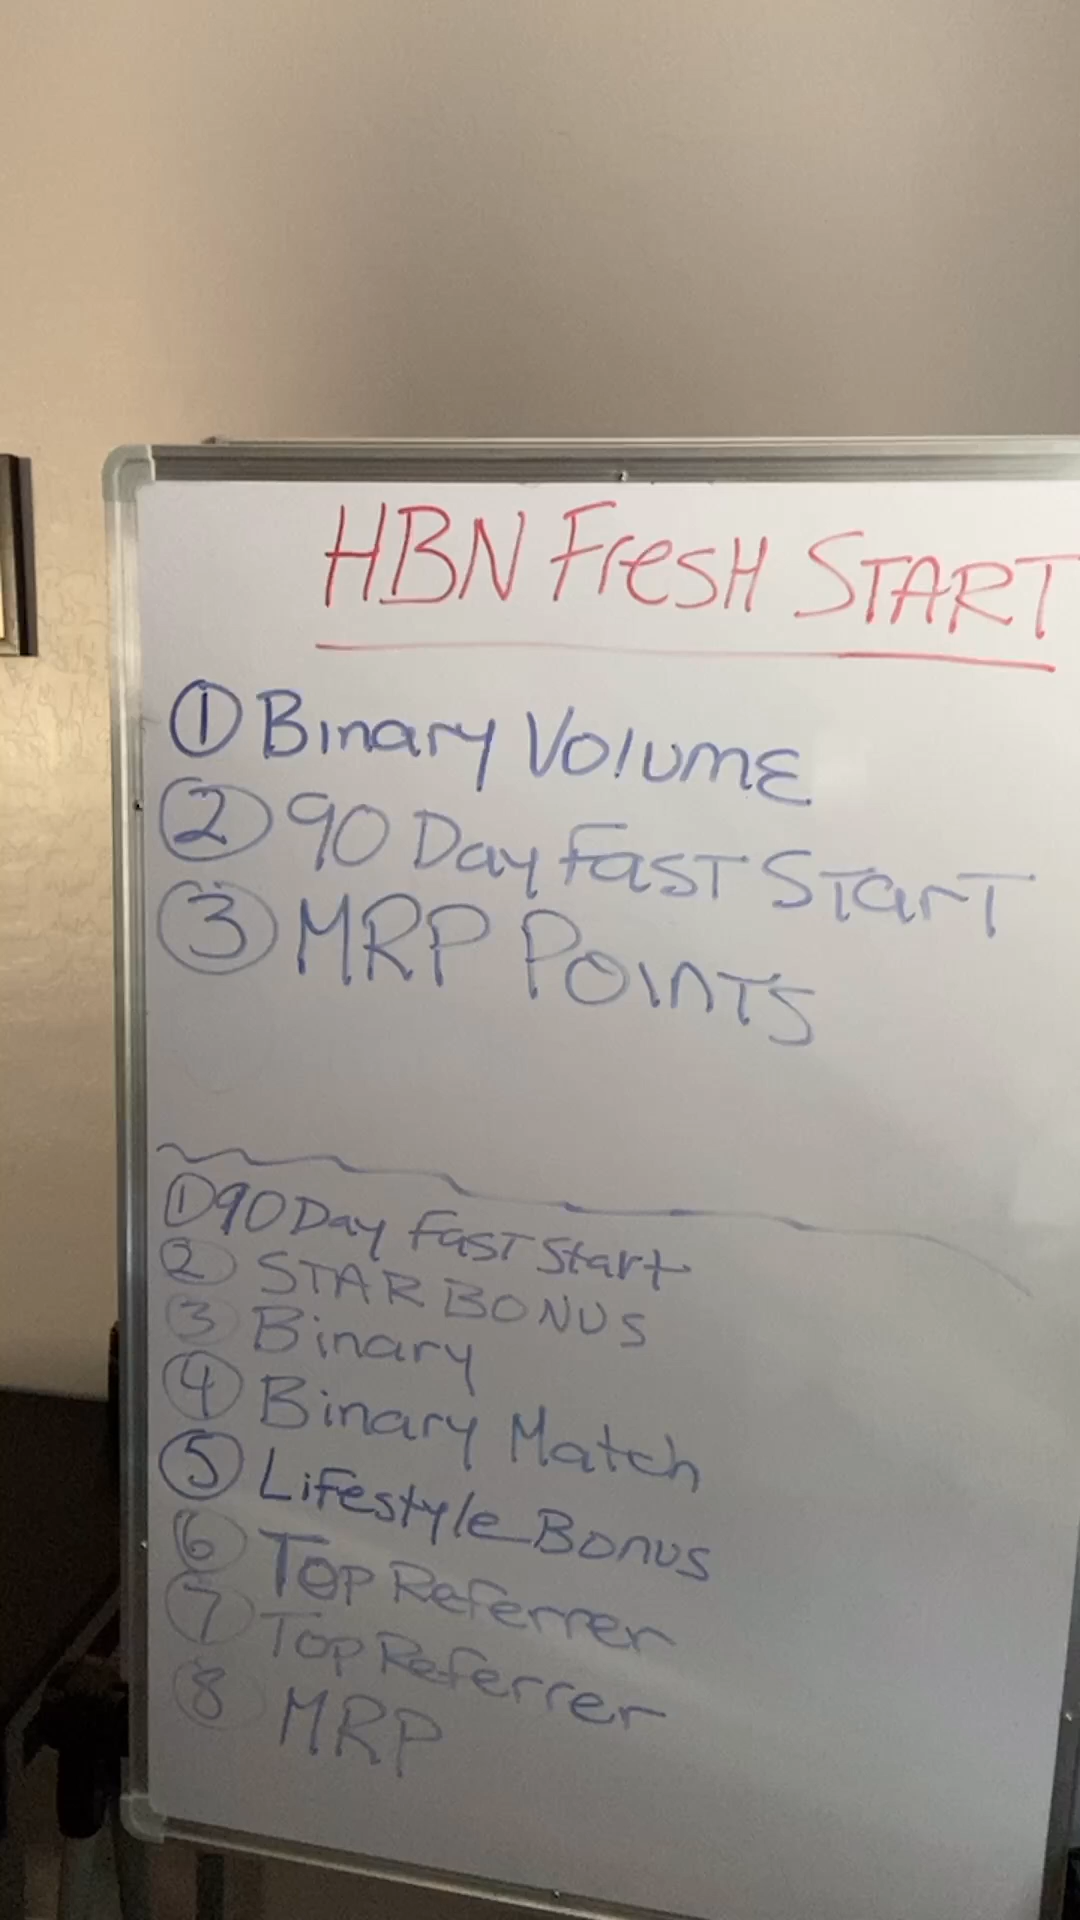 HBN FresH START
① Binary Volume
② 90 Day Fast Start
③ MRP Points
① 90 Day Fast Start
② STAR BONUS
③ Binary
④ Binary Match
⑤ Lifestyle Bonus
⑥ Top Referrer
⑦ Top Referrer
⑧ MRP